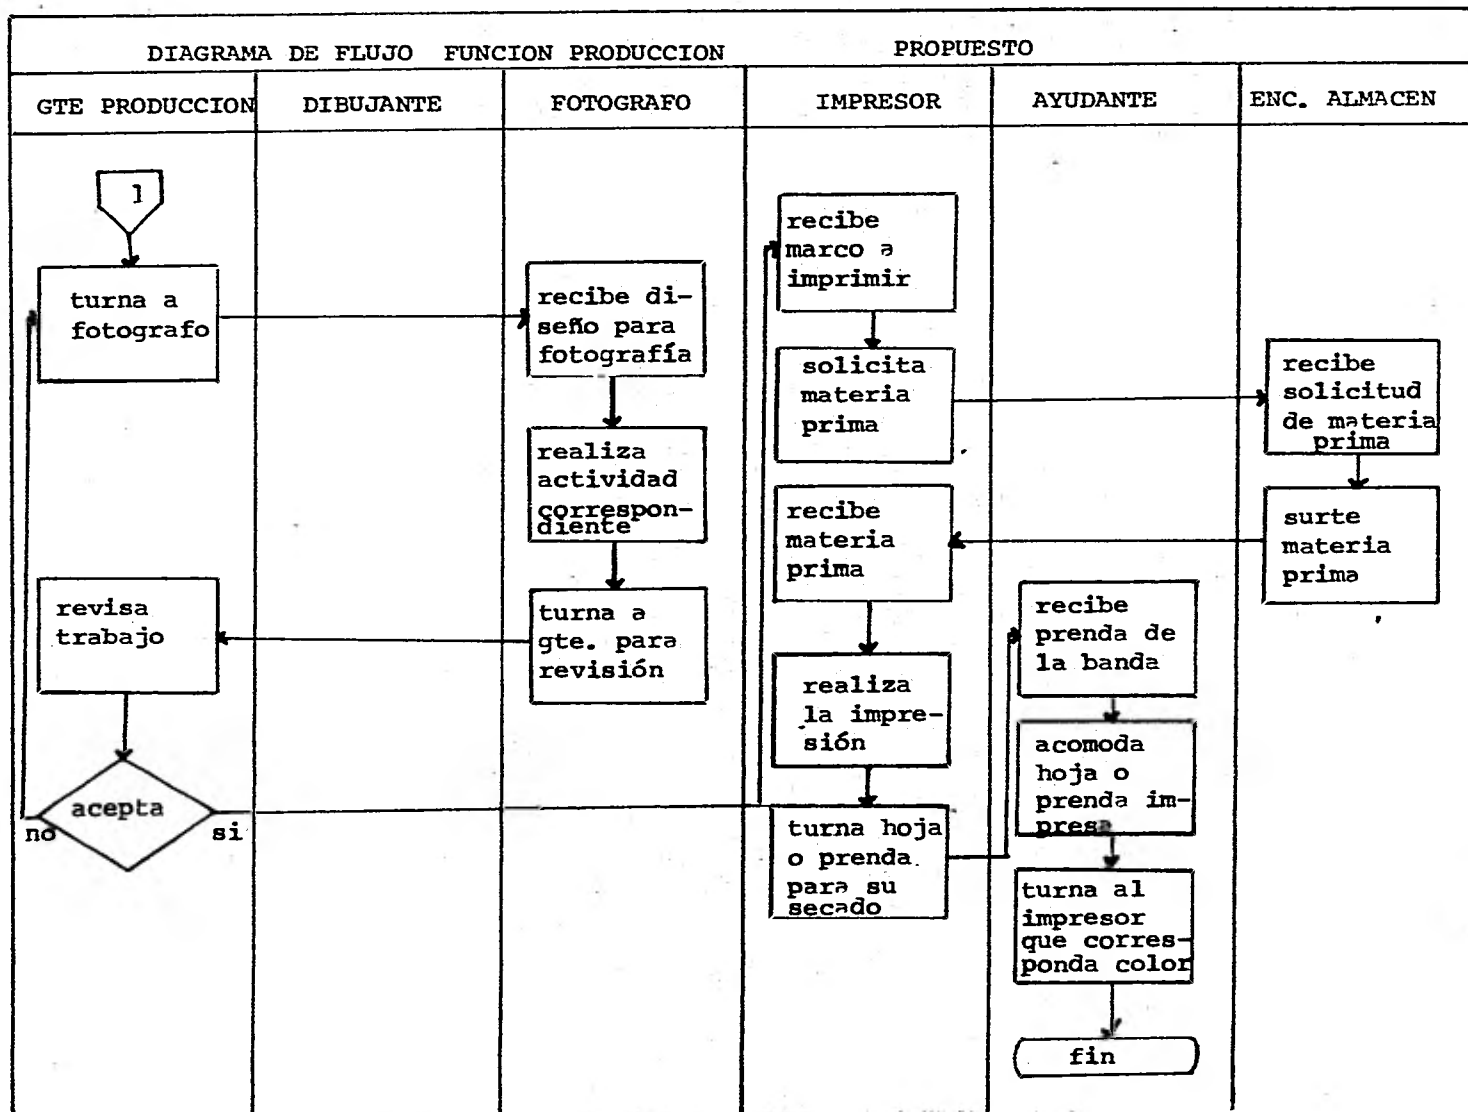 DIAGRAMA DE FLUJO FUNCION PRODUCCION PROPUESTO
GTE PRODUCCION DIBUJANTE FOTOGRAFO IMPRESOR AYUDANTE ENC. ALMACEN
1
turna a
fotografo
revisa
trabajo
acepta
no
si
recibe di-
seño para
fotografía
realiza
actividad
correspon-
diente
turna a
gte. para
revisión
recibe
marco a
imprimir
solicita
materia
prima
recibe
materia
prima
realiza
la impre-
sión
turna hoja
o prenda
para su
secado
recibe
prenda de
la banda
acomoda
hoja o
prenda im-
presa
turna al
impresor
que corres-
ponda color
fin
recibe
solicitud
de materia
prima
surte
materia
prima